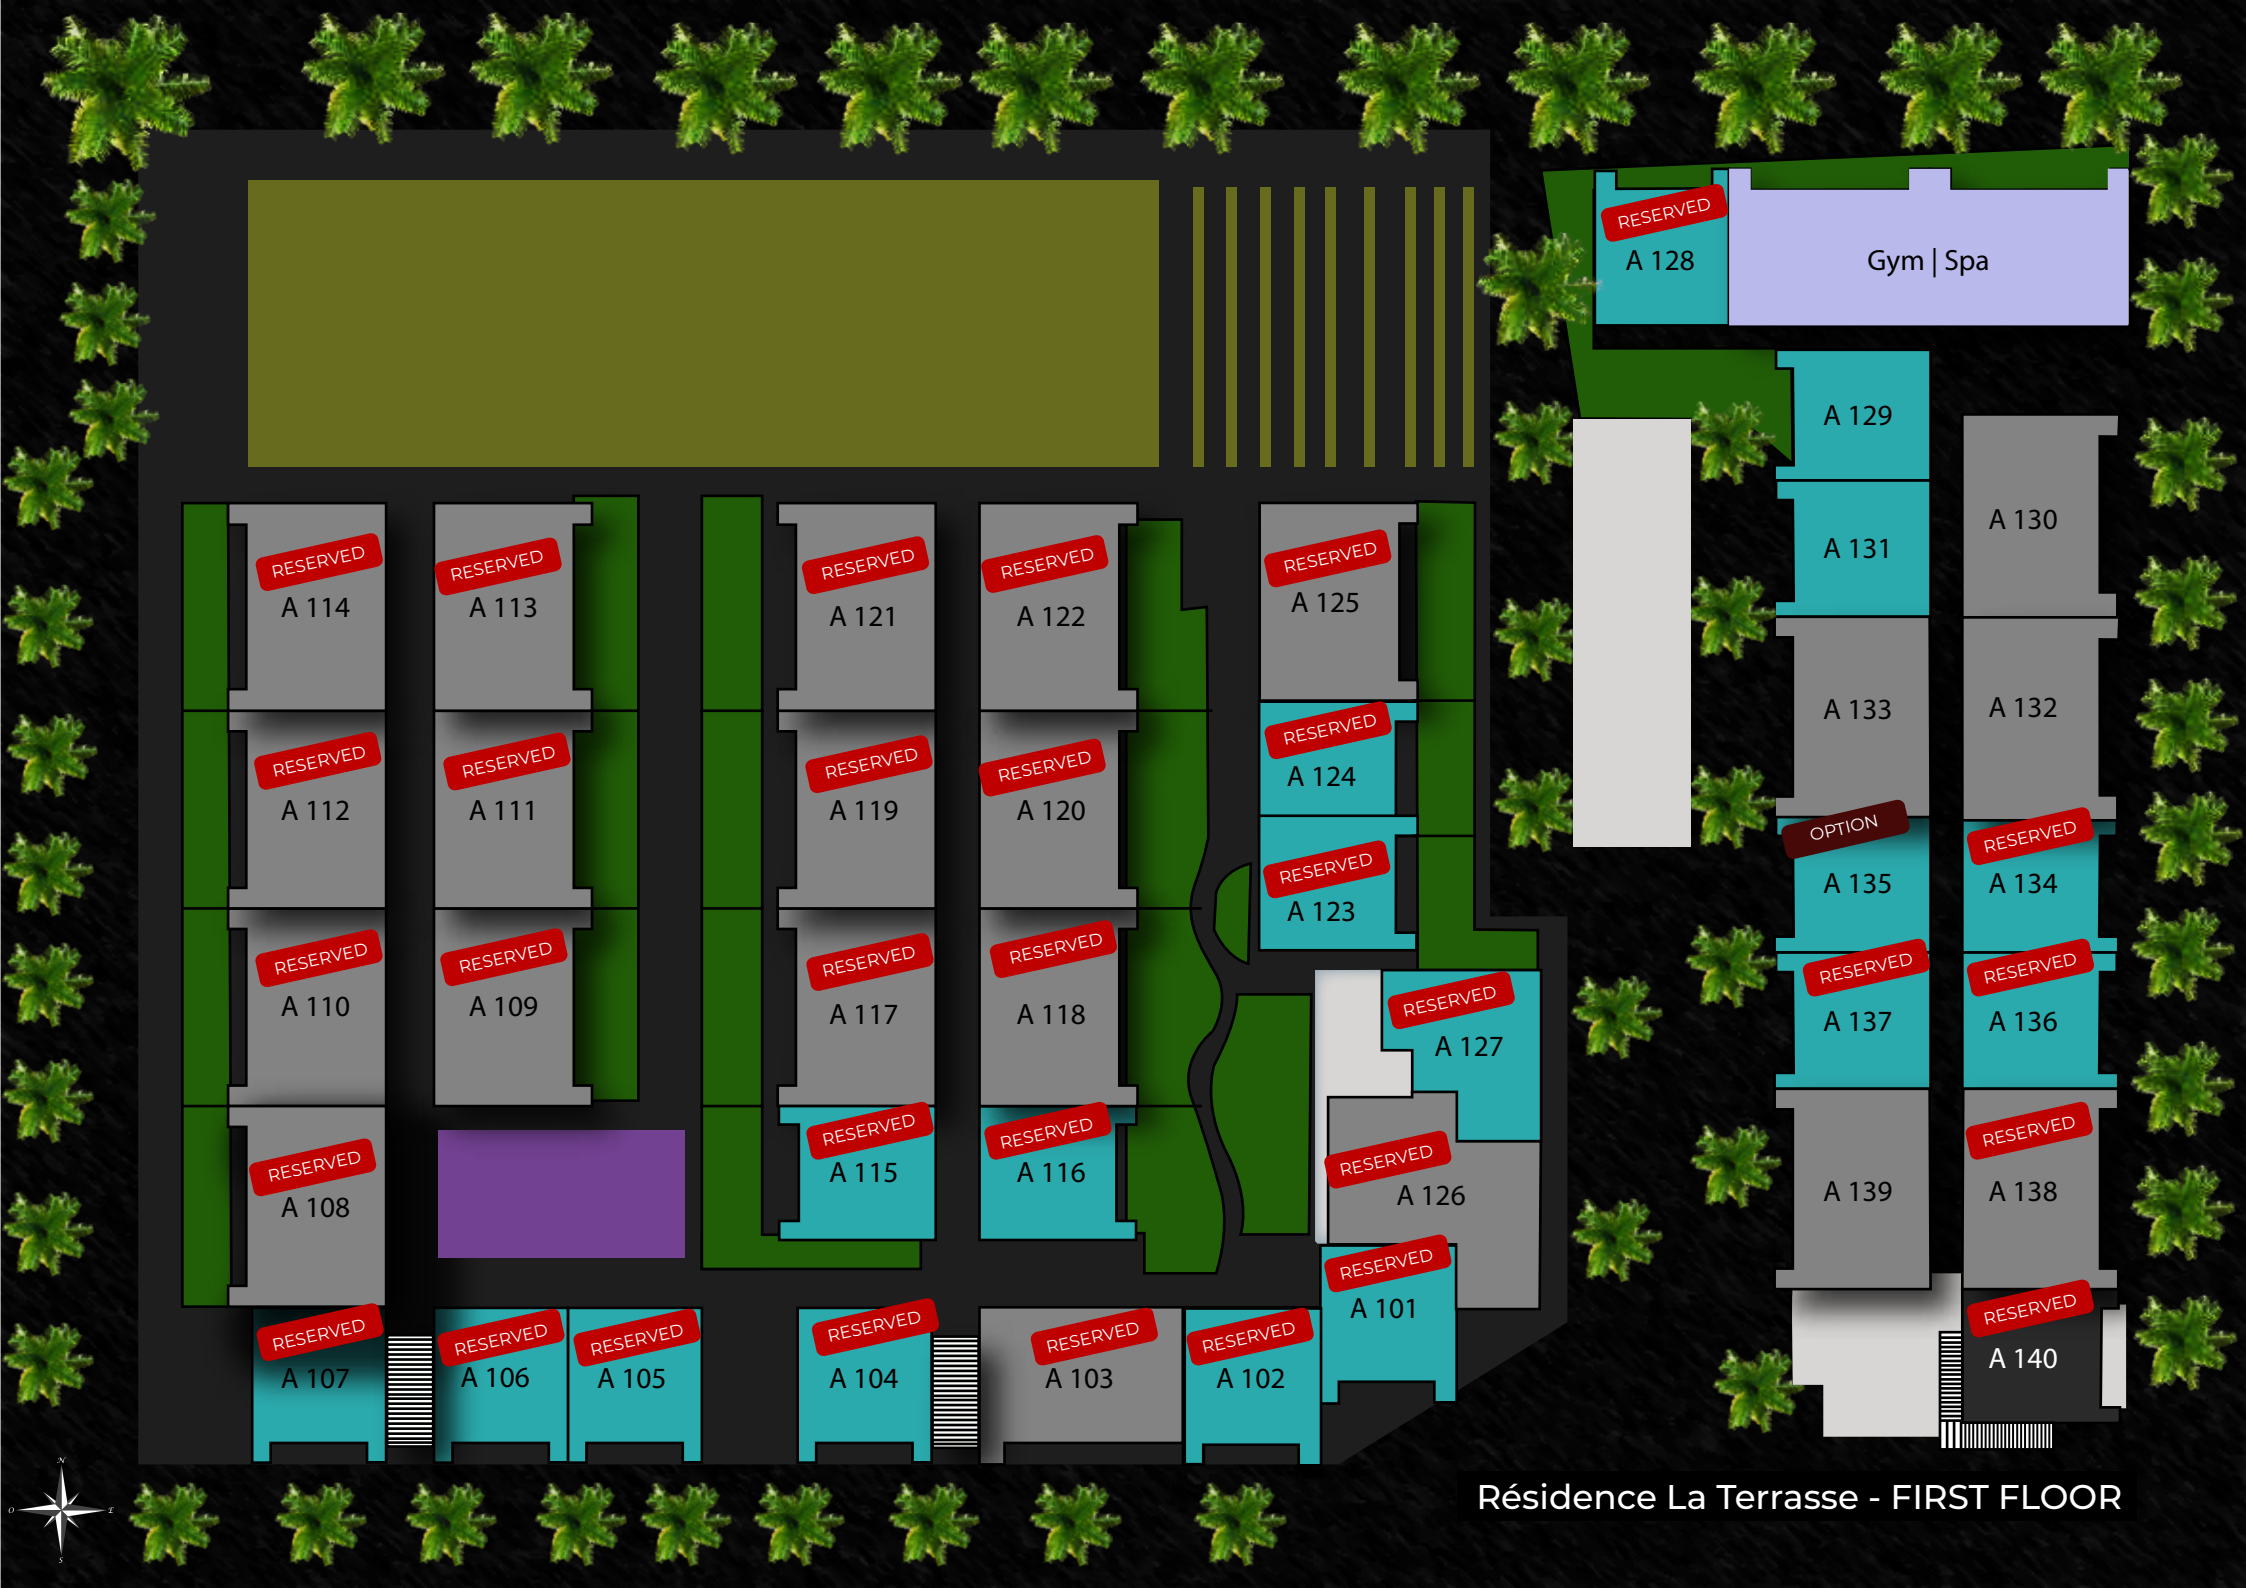 RESERVED
A 128
Gym | Spa
A 129
A 130
A 131
RESERVED
A 114
RESERVED
A 113
RESERVED
A 121
RESERVED
A 122
RESERVED
A 125
A 133
A 132
RESERVED
A 112
RESERVED
A 111
RESERVED
A 119
RESERVED
A 120
RESERVED
A 124
RESERVED
A 123
OPTION
A 135
RESERVED
A 134
RESERVED
A 110
RESERVED
A 109
RESERVED
A 117
RESERVED
A 118
RESERVED
A 127
RESERVED
A 137
RESERVED
A 136
RESERVED
A 108
RESERVED
A 115
RESERVED
A 116
RESERVED
A 126
A 139
RESERVED
A 138
RESERVED
A 101
RESERVED
A 107
RESERVED
A 106
RESERVED
A 105
RESERVED
A 104
RESERVED
A 103
RESERVED
A 102
RESERVED
A 140
N
O
E
S
Résidence La Terrasse - FIRST FLOOR